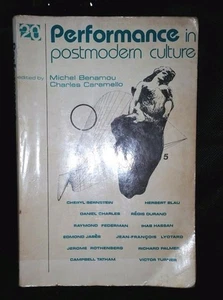 20 Performance in
postmodern culture
edited by Michel Benamou
Charles Caramello
5
CHERYL BERNSTEIN HERBERT BLAU
DANIEL CHARLES RÉGIS DURAND
RAYMOND FEDERMAN IHAB HASSAN
EDMOND JABÈS JEAN-FRANÇOIS LYOTARD
JEROME ROTHENBERG RICHARD PALMER
CAMPBELL TATHAM VICTOR TURNER